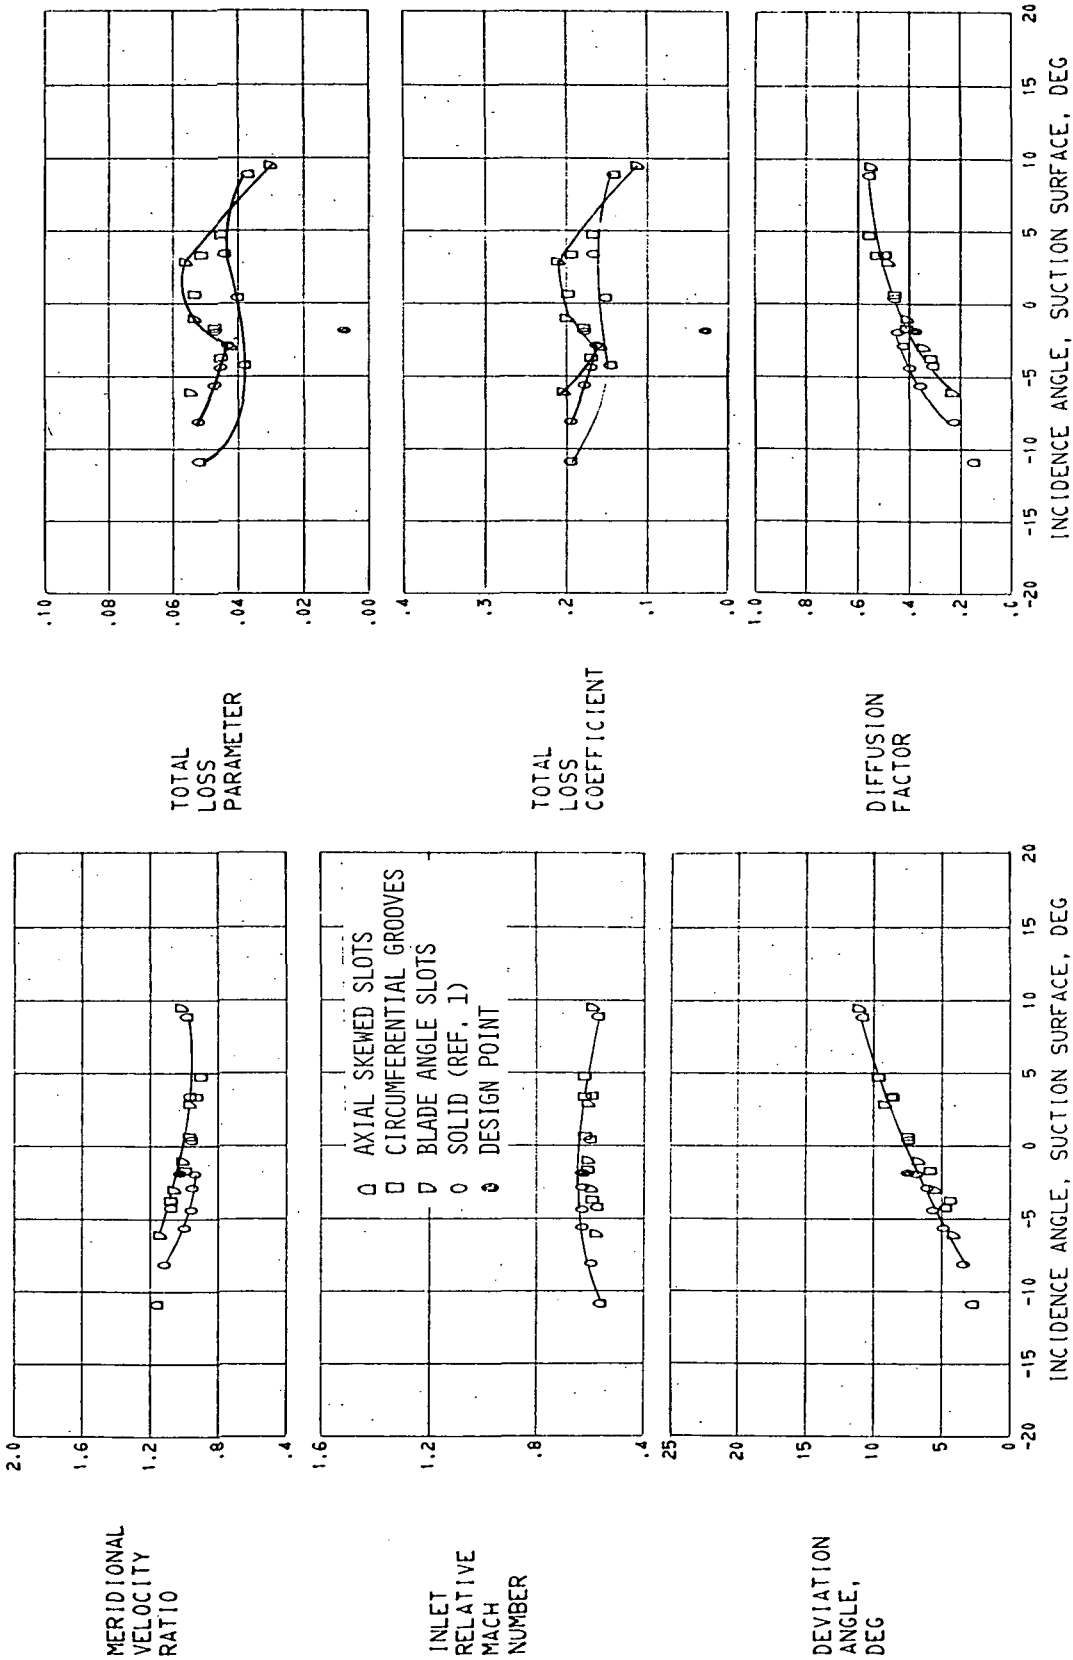 MERIDIONAL
VELOCITY
RATIO
2.0
1.6
1.2
.8
.4
INLET
RELATIVE
MACH
NUMBER
1.6
1.2
.8
.4
AXIAL SKEWED SLOTS
CIRCUMFERENTIAL GROOVES
BLADE ANGLE SLOTS
SOLID (REF. 1)
DESIGN POINT
DEVIATION
ANGLE,
DEG
25
20
15
10
5
0
-20 -15 -10 -5 0 5 10 15 20
INCIDENCE ANGLE, SUCTION SURFACE, DEG
TOTAL
LOSS
PARAMETER
.10
.08
.06
.04
.02
.00
TOTAL
LOSS
COEFFICIENT
.4
.3
.2
.1
.0
DIFFUSION
FACTOR
1.0
.8
.6
.4
.2
-20 -15 -10 -5 0 5 10 15 20
INCIDENCE ANGLE, SUCTION SURFACE, DEG